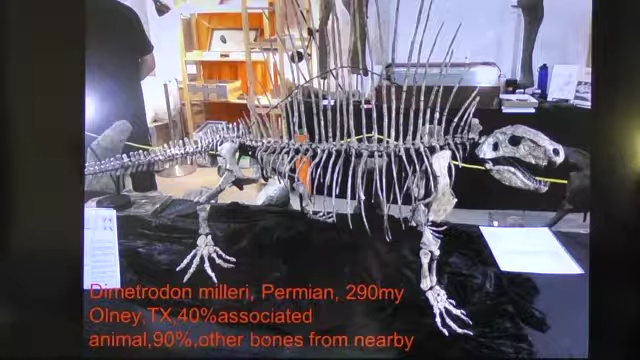 Dimetrodon milleri, Permian, 290my
Olney,TX,40%associated
animal,90%,other bones from nearby